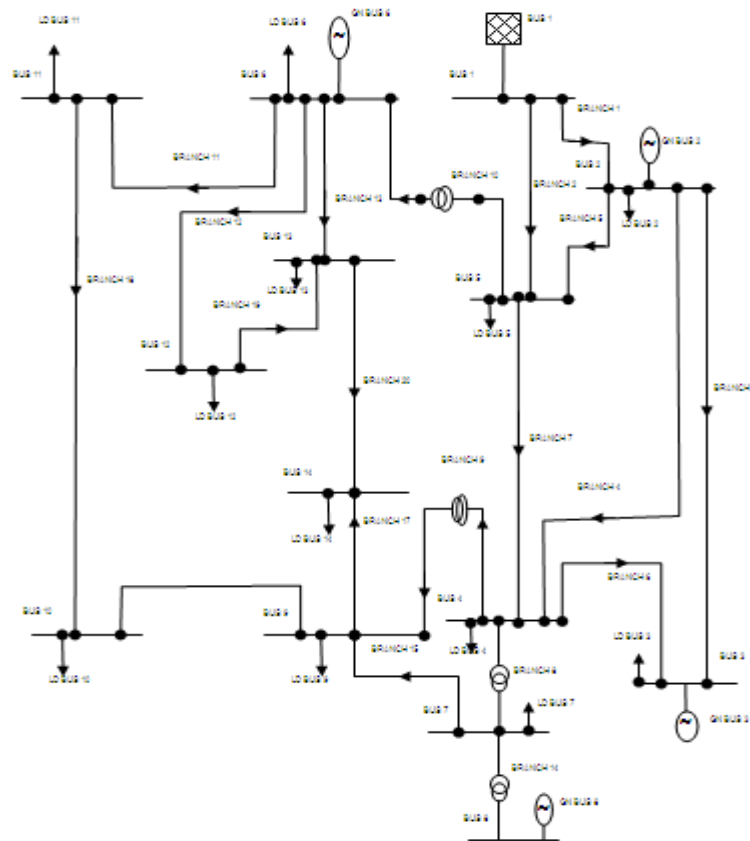 LD BUS 11
LD BUS 6
GN BUS 6
BUS 1
BUS 11
BUS 6
BUS 1
BRANCH 1
BUS 2
GN BUS 2
BRANCH 11
BRANCH 10
BRANCH 2
BRANCH 12
BRANCH 13
BRANCH 5
LD BUS 2
BUS 13
BUS 5
BRANCH 18
LD BUS 13
BRANCH 19
LD BUS 5
BUS 12
BRANCH 20
BRANCH
LD BUS 12
BRANCH 7
BUS 14
BRANCH 9
BRANCH 4
BRANCH 17
LD BUS 14
BRANCH 6
BUS 10
BUS 9
BUS 4
BRANCH 15
LD BUS 4
LD BUS 3
BUS 3
LD BUS 10
LD BUS 9
BRANCH 8
BUS 7
LD BUS 7
GN BUS 3
BRANCH 14
BUS 8
GN BUS 8